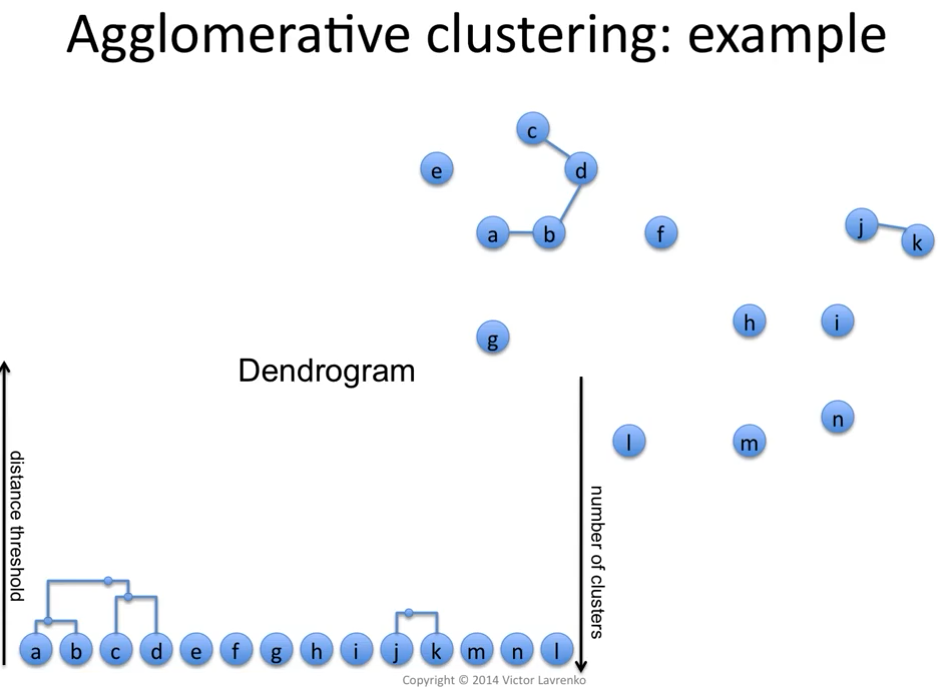 Agglomerative clustering: example
c
e
d
a
b
f
j
k
g
h
i
Dendrogram
n
l
m
distance threshold
number of clusters
a b c d e f g h i j k m n l
Copyright © 2014 Victor Lavrenko